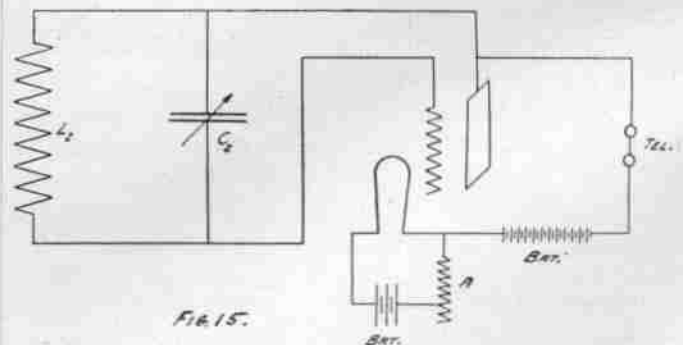 L₂
C₂
TEL.
BAT.
R
BAT.
FIG. 15.